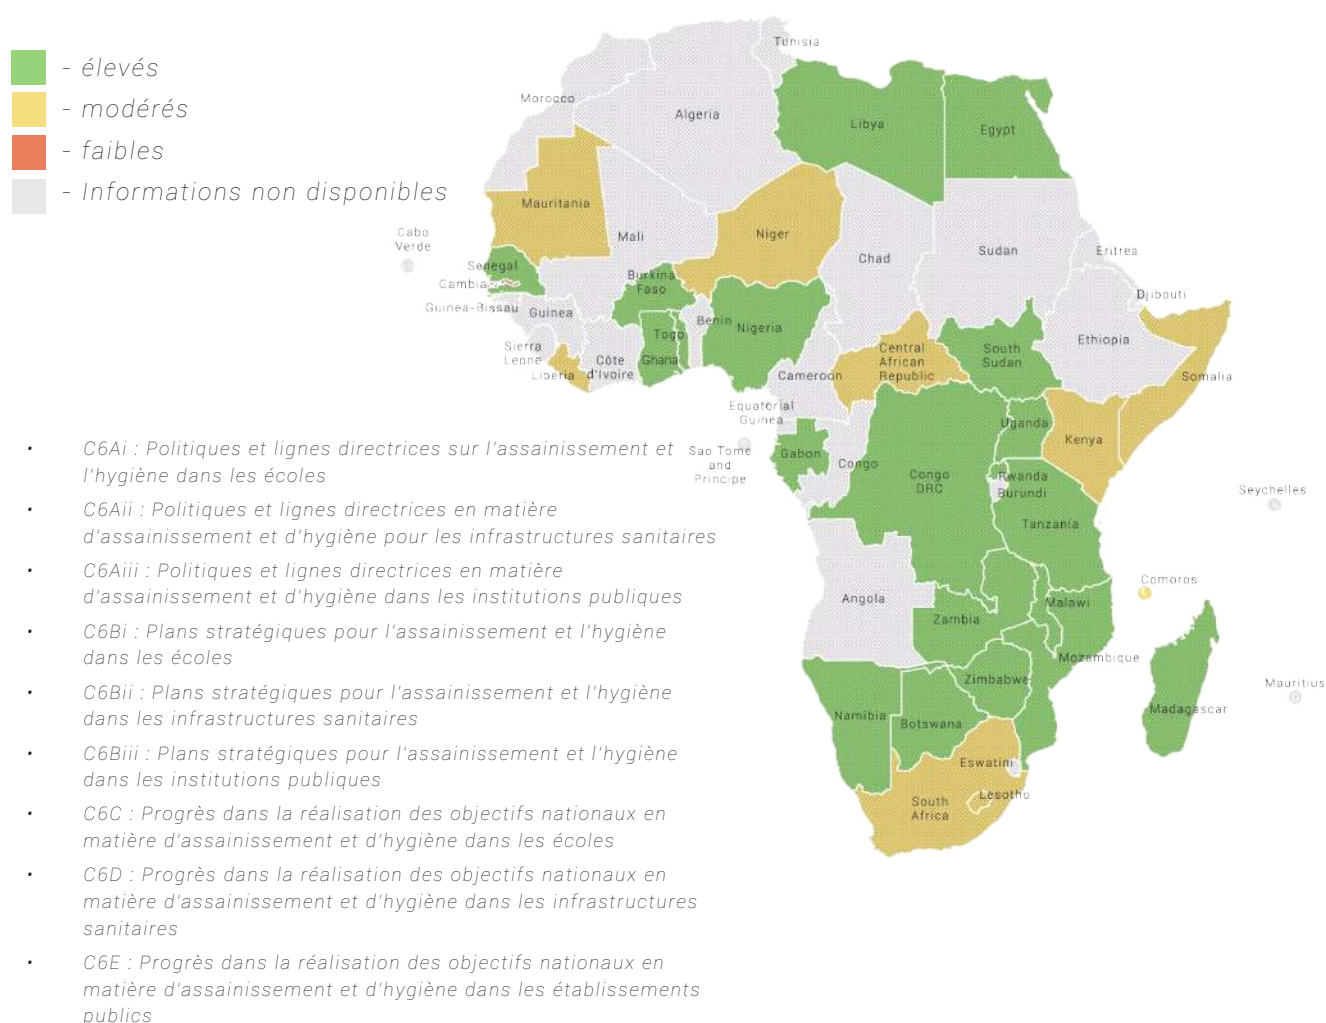 - élevés
- modérés
- faibles
- Informations non disponibles
Tunisia
Morocco
Algeria
Libya
Egypt
Mauritania
Mali
Niger
Chad
Sudan
Eritrea
Cabo
Verde
Senegal
Gambia
Guinea-Bissau
Guinea
Burkina
Faso
Djibouti
Sierra
Leone
Liberia
Côte
d'Ivoire
Ghana
Togo
Benin
Nigeria
Cameroon
Central
African
Republic
South
Sudan
Ethiopia
Somalia
Equatorial
Guinea
Sao Tome
and
Principe
Gabon
Congo
Congo
DRC
Uganda
Kenya
Rwanda
Burundi
Tanzania
Seychelles
Comoros
Angola
Zambia
Malawi
Mozambique
Zimbabwe
Mauritius
Madagascar
Namibia
Botswana
Eswatini
Lesotho
South
Africa
• C6Ai : Politiques et lignes directrices sur l'assainissement et
l'hygiène dans les écoles
• C6Aii : Politiques et lignes directrices en matière
d'assainissement et d'hygiène pour les infrastructures sanitaires
• C6Aiii : Politiques et lignes directrices en matière
d'assainissement et d'hygiène dans les institutions publiques
• C6Bi : Plans stratégiques pour l'assainissement et l'hygiène
dans les écoles
• C6Bii : Plans stratégiques pour l'assainissement et l'hygiène
dans les infrastructures sanitaires
• C6Biii : Plans stratégiques pour l'assainissement et l'hygiène
dans les institutions publiques
• C6C : Progrès dans la réalisation des objectifs nationaux en
matière d'assainissement et d'hygiène dans les écoles
• C6D : Progrès dans la réalisation des objectifs nationaux en
matière d'assainissement et d'hygiène dans les infrastructures
sanitaires
• C6E : Progrès dans la réalisation des objectifs nationaux en
matière d'assainissement et d'hygiène dans les établissements
publics